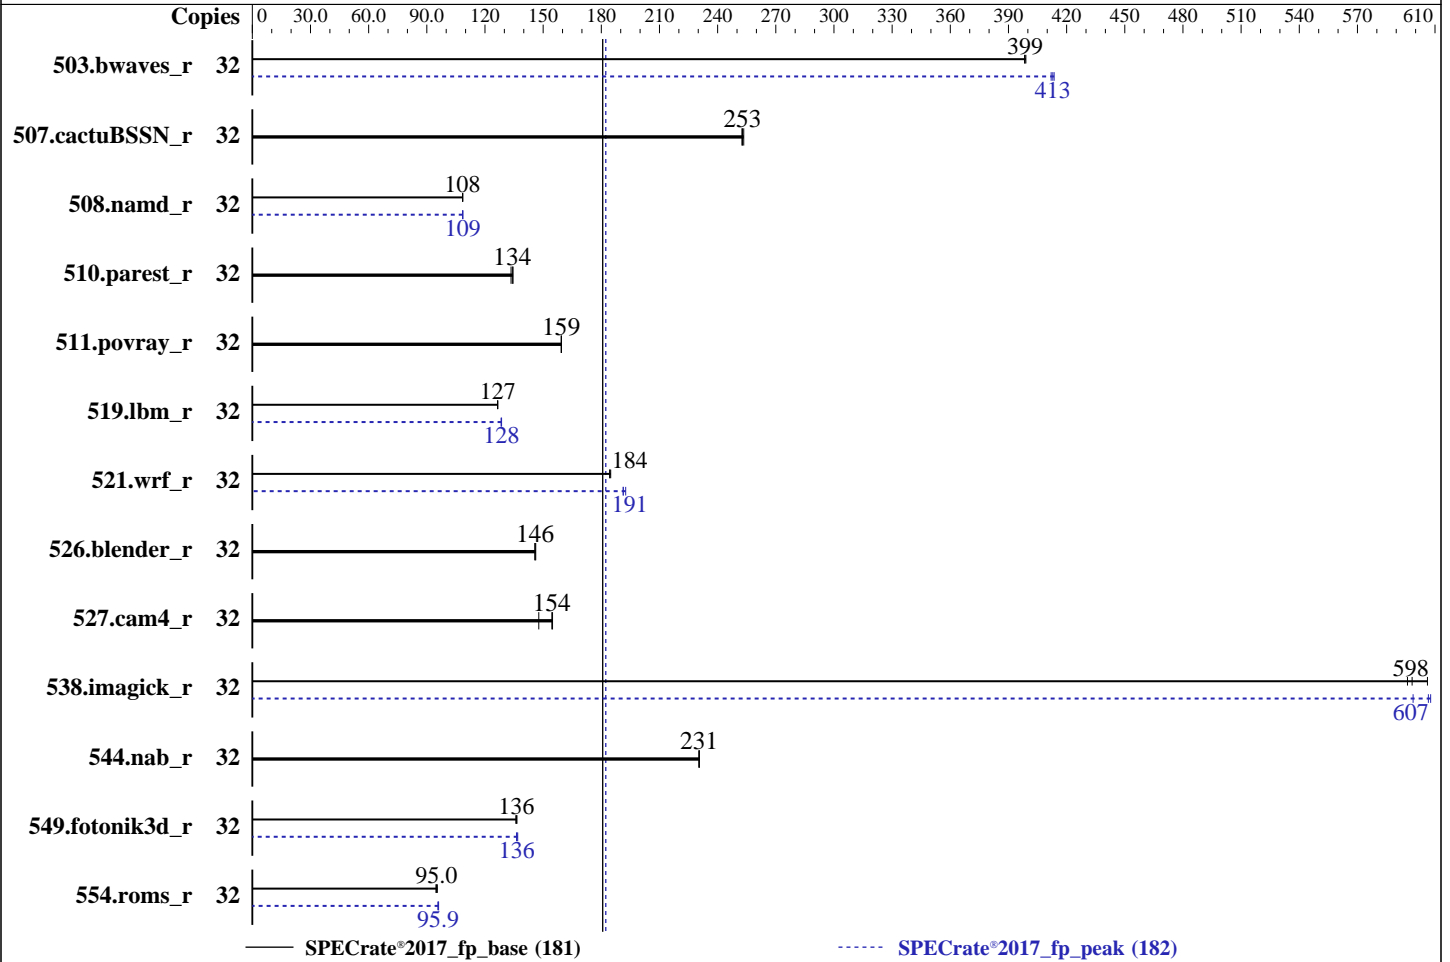 Copies 0 30.0 60.0 90.0 120 150 180 210 240 270 300 330 360 390 420 450 480 510 540 570 610
503.bwaves_r 32 399
413
507.cactuBSSN_r 32 253
508.namd_r 32 108
109
510.parest_r 32 134
511.povray_r 32 159
519.lbm_r 32 127
128
521.wrf_r 32 184
191
526.blender_r 32 146
527.cam4_r 32 154
538.imagick_r 32 598
607
544.nab_r 32 231
549.fotonik3d_r 32 136
136
554.roms_r 32 95.0
95.9
SPECrate®2017_fp_base (181) SPECrate®2017_fp_peak (182)